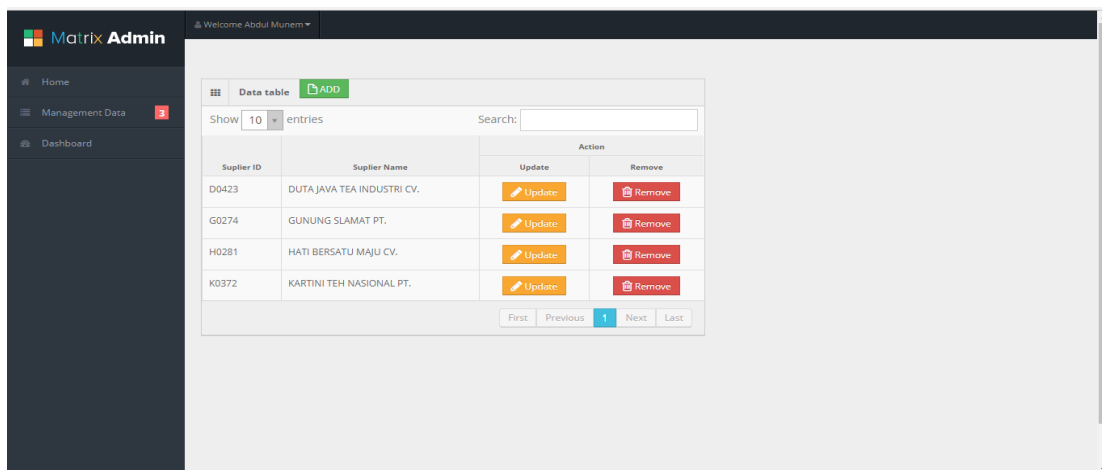 Welcome Abdul Munem
Matrix Admin
Home
Management Data 3
Dashboard
Data table ADD
Show 10 entries Search:
Action
Suplier ID Suplier Name Update Remove
D0423 DUTA JAVA TEA INDUSTRI CV. Update Remove
G0274 GUNUNG SLAMAT PT. Update Remove
H0281 HATI BERSATU MAJU CV. Update Remove
K0372 KARTINI TEH NASIONAL PT. Update Remove
First Previous 1 Next Last